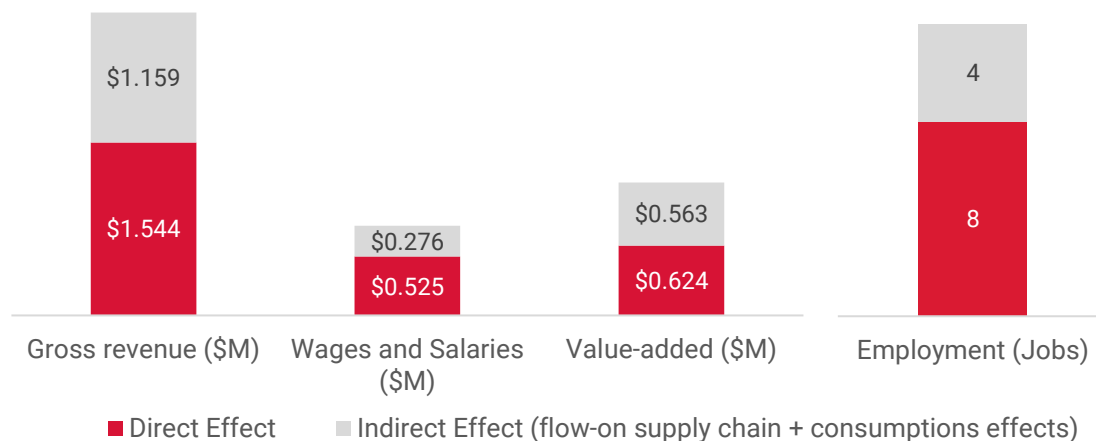 $1.159
4
$1.544
$0.276
$0.563
8
$0.525
$0.624
Gross revenue ($M)
Wages and Salaries
($M)
Value-added ($M)
Employment (Jobs)
Direct Effect
Indirect Effect (flow-on supply chain + consumptions effects)